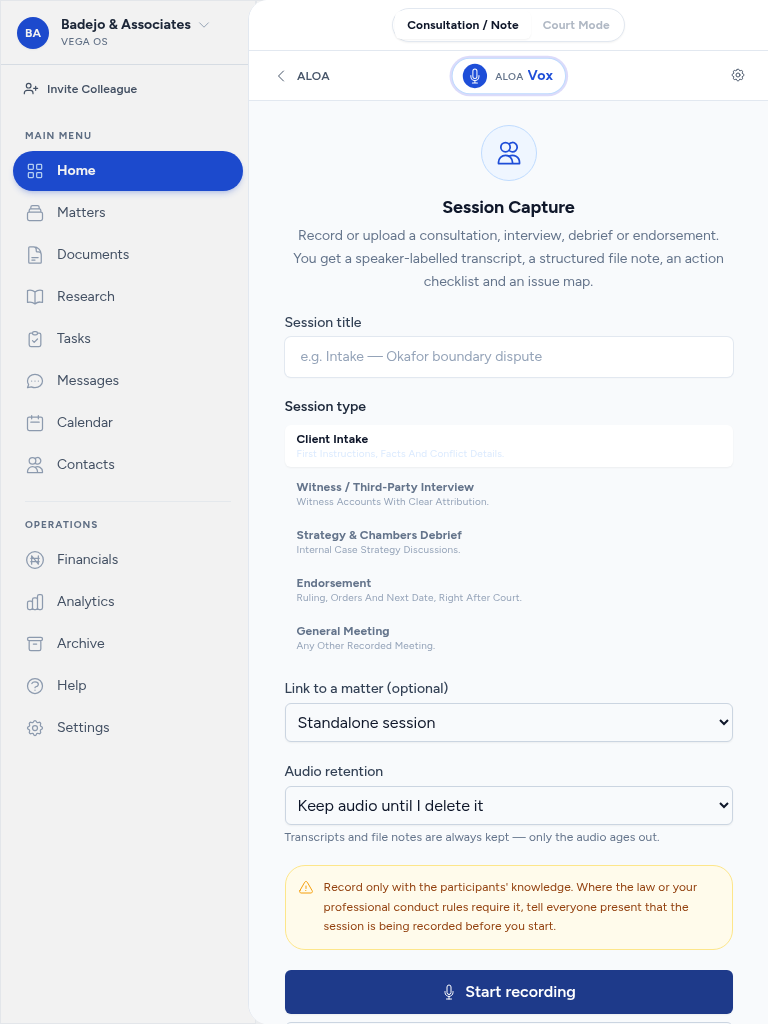 BA
Badejo & Associates
VEGA OS
Invite Colleague
MAIN MENU
Home
Matters
Documents
Research
Tasks
Messages
Calendar
Contacts
OPERATIONS
Financials
Analytics
Archive
Help
Settings
Consultation / Note
Court Mode
ALOA
ALOA Vox
Session Capture
Record or upload a consultation, interview, debrief or endorsement.
You get a speaker-labelled transcript, a structured file note, an action
checklist and an issue map.
Session title
e.g. Intake — Okafor boundary dispute
Session type
Client Intake
First Instructions, Facts And Conflict Details.
Witness / Third-Party Interview
Witness Accounts With Clear Attribution.
Strategy & Chambers Debrief
Internal Case Strategy Discussions.
Endorsement
Ruling, Orders And Next Date, Right After Court.
General Meeting
Any Other Recorded Meeting.
Link to a matter (optional)
Standalone session
Audio retention
Keep audio until I delete it
Transcripts and file notes are always kept — only the audio ages out.
Record only with the participants' knowledge. Where the law or your
professional conduct rules require it, tell everyone present that the
session is being recorded before you start.
Start recording